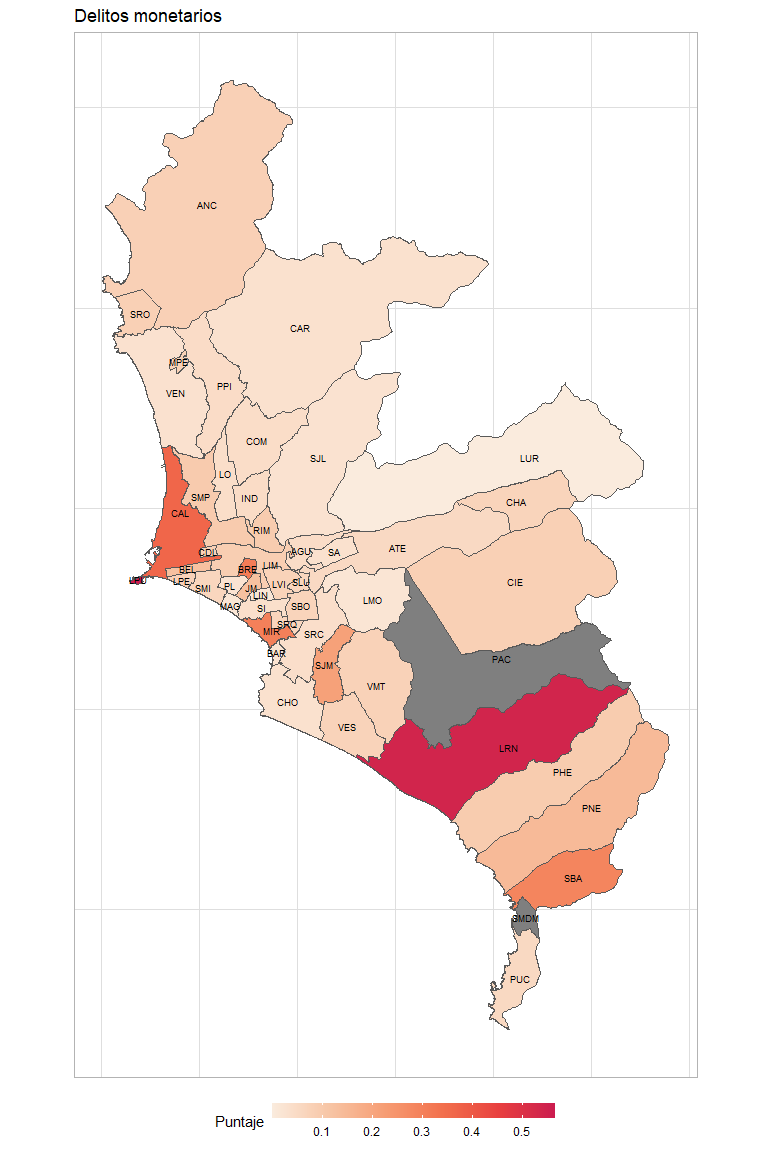 Delitos monetarios
ANC
SRO
CAR
MPE
VEN
PPI
COM
SJL
LUR
LO
SMP
IND
CHA
CAL
RIM
CDL
AGU
SA
ATE
LIM
BEL
BRE
LPE
SMI
PL
JM
LVI
SLU
CIE
LIN
MAG
SI
SBO
LMO
SRQ
MIR
SRC
BAR
PAC
SJM
VMT
CHO
VES
LRN
PHE
PNE
SBA
SMDM
PUC
Puntaje
0.1 0.2 0.3 0.4 0.5